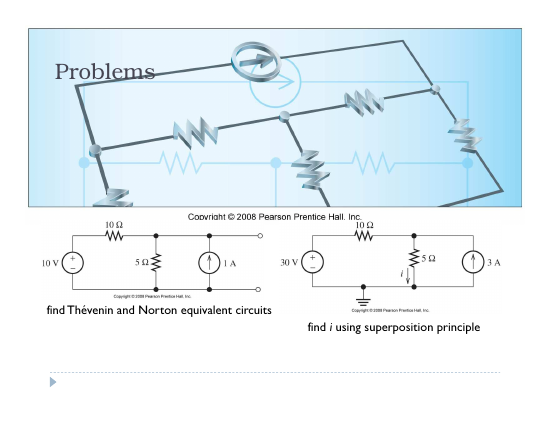 Problems
Copyright © 2008 Pearson Prentice Hall, Inc.
10 Ω
10 V
5 Ω
1 A
Copyright © 2008 Pearson Prentice Hall, Inc.
find Thévenin and Norton equivalent circuits
10 Ω
30 V
5 Ω
i
3 A
Copyright © 2008 Pearson Prentice Hall, Inc.
find i using superposition principle